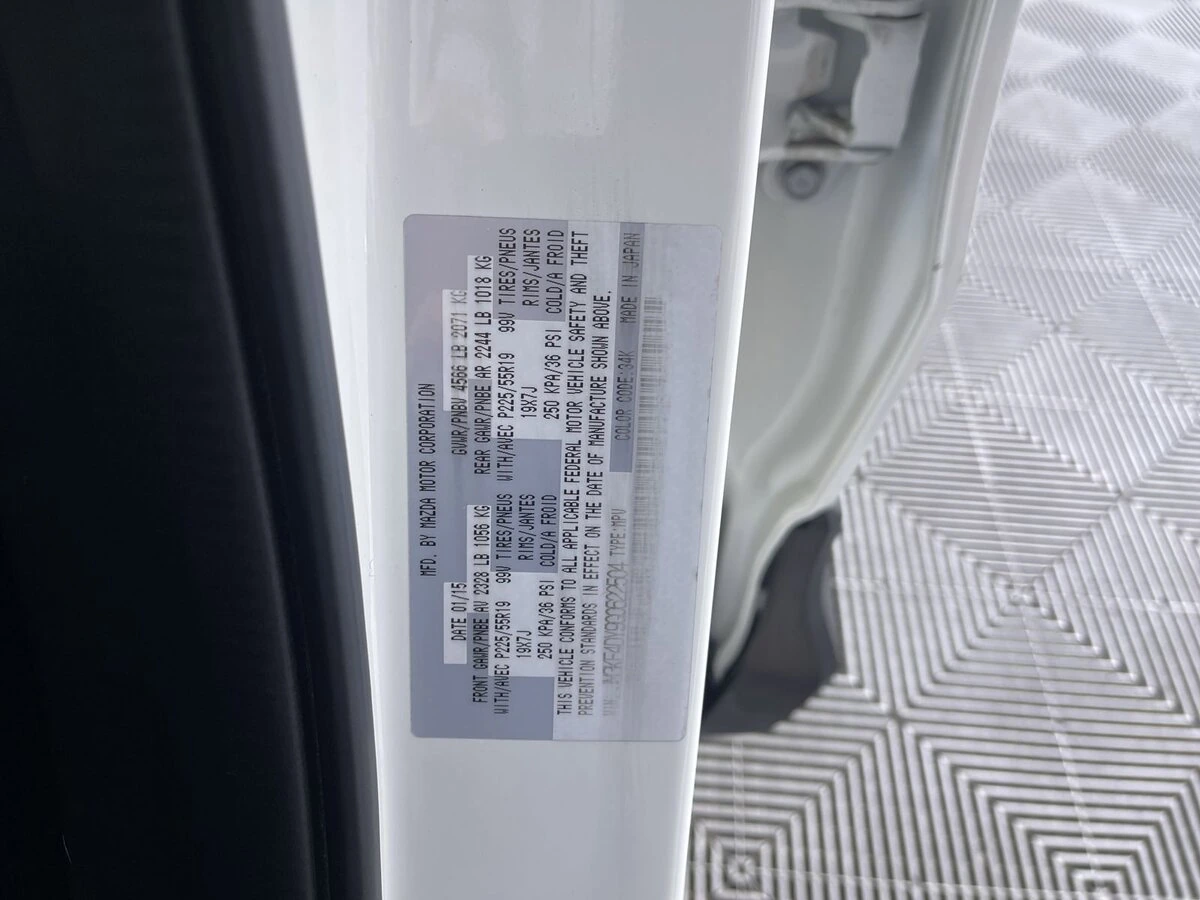 MFD. BY MAZDA MOTOR CORPORATION
DATE 01/15 GVWR/PNBV 4566 LB 2071 KG
FRONT GAWR/PNBE AV 2328 LB 1056 KG REAR GAWR/PNBE AR 2244 LB 1018 KG
WITH/AVEC P225/55R19 99V TIRES/PNEUS WITH/AVEC P225/55R19 99V TIRES/PNEUS
19X7J RIMS/JANTES 19X7J RIMS/JANTES
250 KPA/36 PSI COLD/A FROID 250 KPA/36 PSI COLD/A FROID
THIS VEHICLE CONFORMS TO ALL APPLICABLE FEDERAL MOTOR VEHICLE SAFETY AND THEFT
PREVENTION STANDARDS IN EFFECT ON THE DATE OF MANUFACTURE SHOWN ABOVE.
TYPE:MPV COLOR CODE:34K MADE IN JAPAN